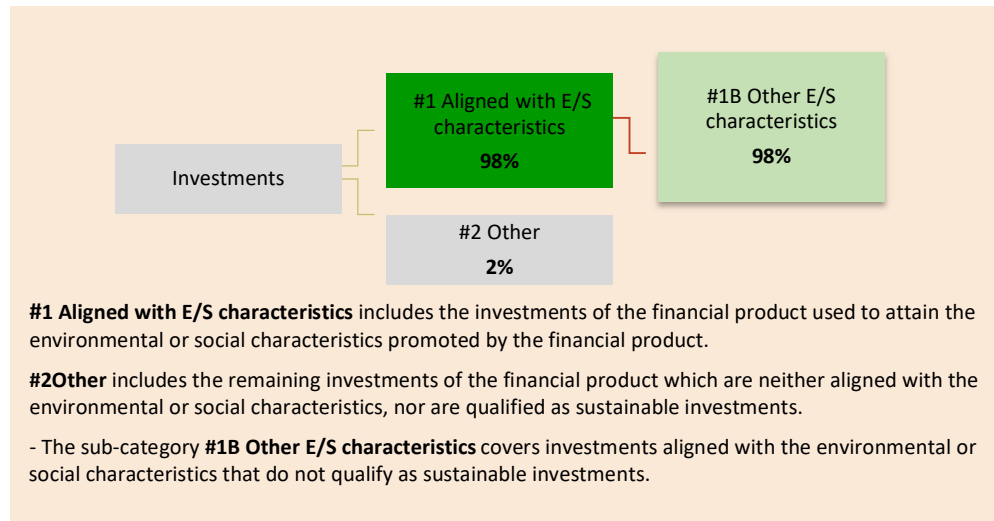 #1 Aligned with E/S
characteristics
98%
#1B Other E/S
characteristics
98%
Investments
#2 Other
2%
#1 Aligned with E/S characteristics includes the investments of the financial product used to attain the
environmental or social characteristics promoted by the financial product.
#2Other includes the remaining investments of the financial product which are neither aligned with the
environmental or social characteristics, nor are qualified as sustainable investments.
- The sub-category #1B Other E/S characteristics covers investments aligned with the environmental or
social characteristics that do not qualify as sustainable investments.